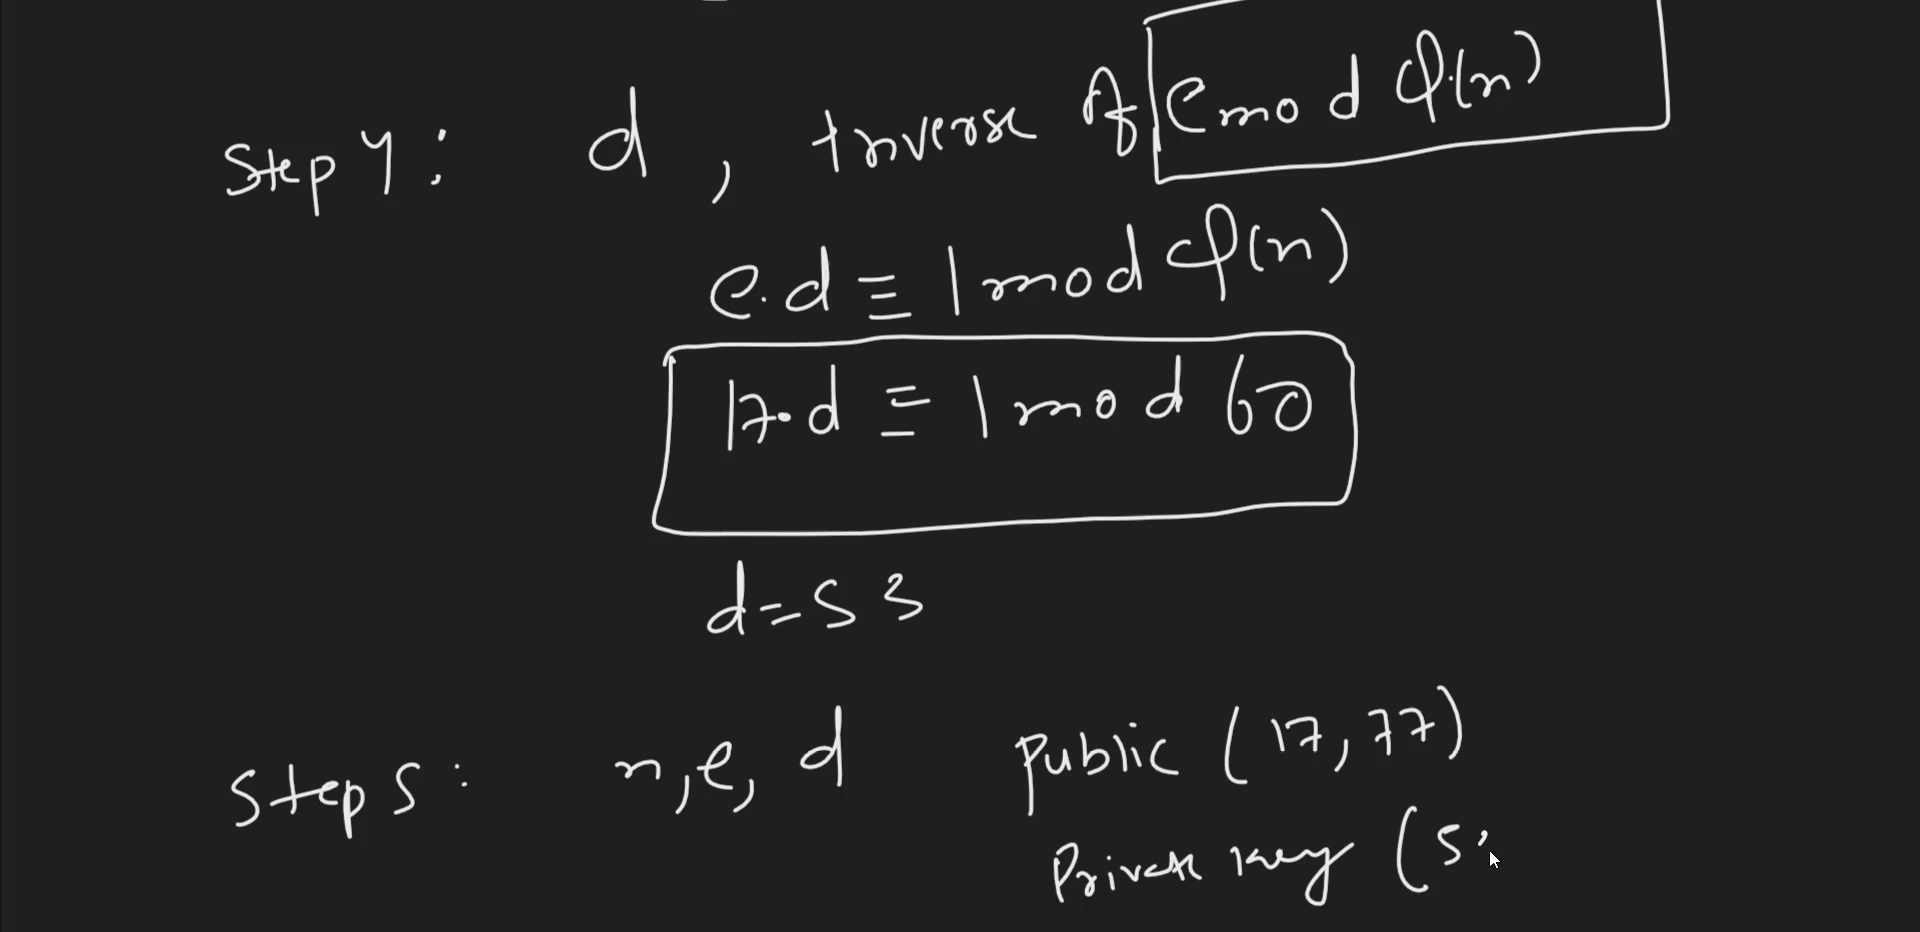 Step 4: d, Inverse of e mod φ(n)
e.d ≡ 1 mod φ(n)
17.d ≡ 1 mod 60
d=53
Step 5: n, e, d public (17, 77)
Private key (5